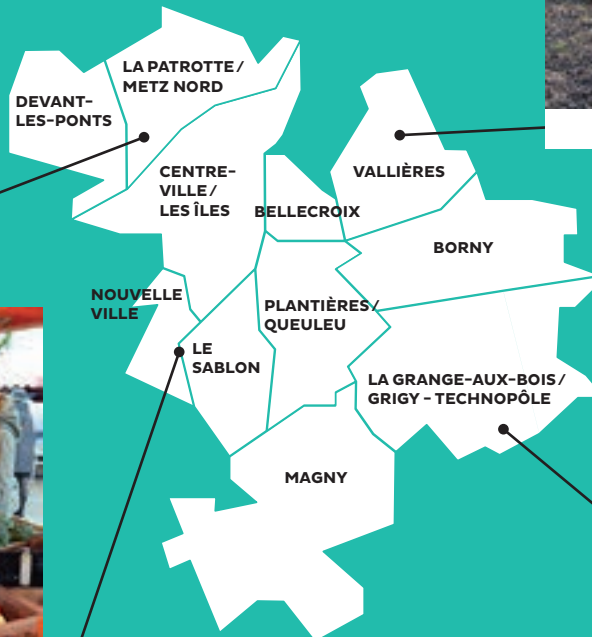 LA PATROTTE /
METZ NORD
DEVANT-
LES-PONTS
CENTRE-
VILLE /
LES ÎLES
BELLECROIX
VALLIÈRES
BORNY
NOUVELLE
VILLE
PLANTIÈRES /
QUEULEU
LE
SABLON
LA GRANGE-AUX-BOIS /
GRIGY - TECHNOPÔLE
MAGNY